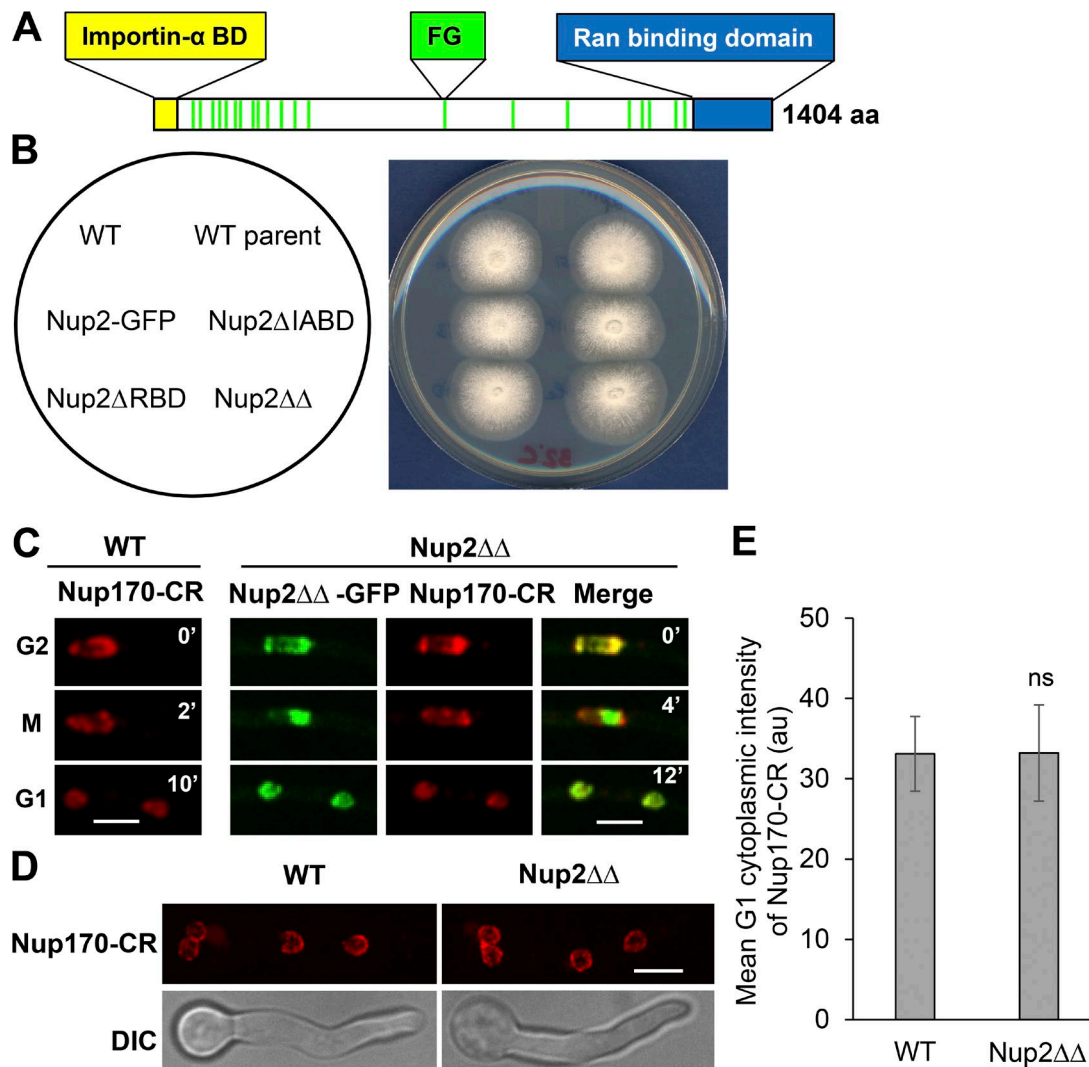 A
Importin-α BD
FG
Ran binding domain
1404 aa
B
WT WT parent
Nup2-GFP Nup2ΔIABD
Nup2ΔRBD Nup2ΔΔ
32°C
C
WT Nup2ΔΔ
Nup170-CR Nup2ΔΔ -GFP Nup170-CR Merge
G2 0' 0'
M 2' 4'
G1 10' 12'
D
WT Nup2ΔΔ
Nup170-CR
DIC
E
Mean G1 cytoplasmic intensity
of Nup170-CR (au)
50
40
30
20
10
0
ns
WT Nup2ΔΔ